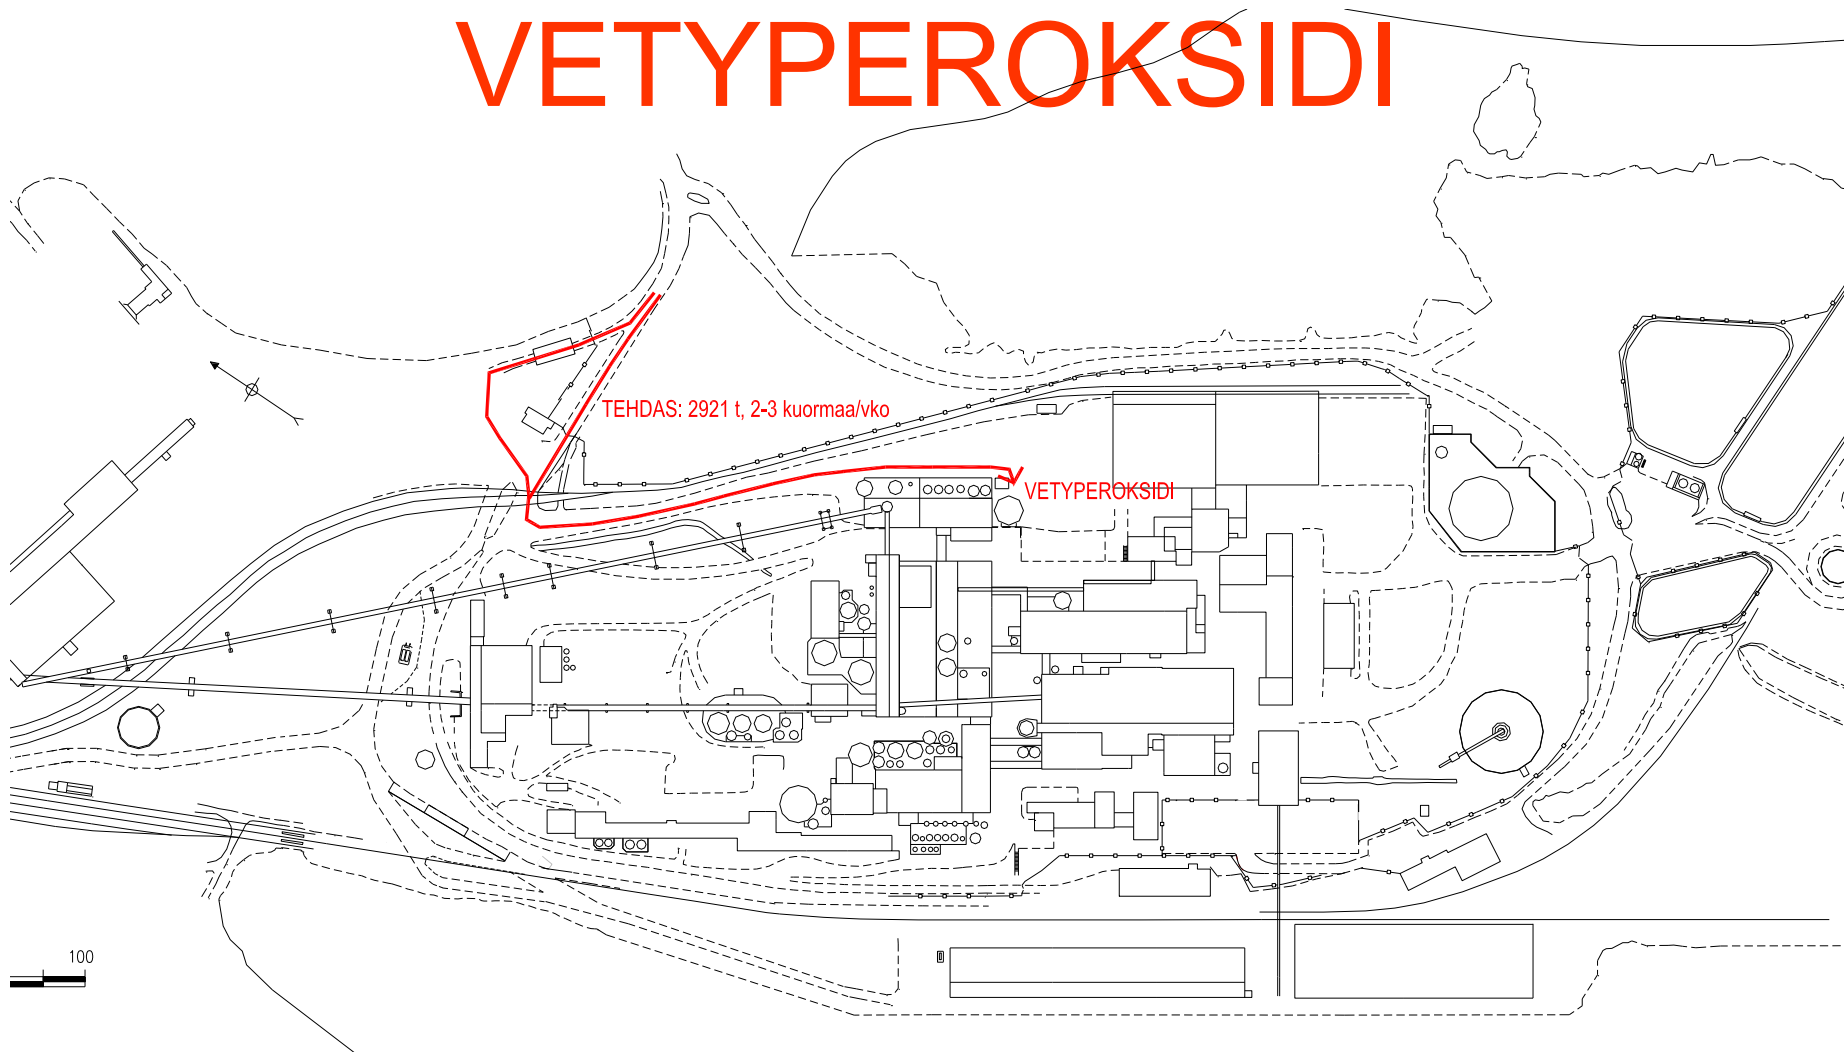 VETYPEROKSIDI
TEHDAS: 2921 t, 2-3 kuormaa/vko
VETYPEROKSIDI
100